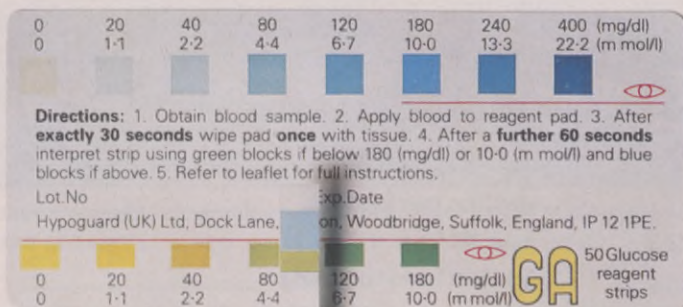 0 20 40 80 120 180 240 400 (mg/dl)
0 1·1 2·2 4·4 6·7 10·0 13·3 22·2 (m mol/l)
Directions: 1. Obtain blood sample. 2. Apply blood to reagent pad. 3. After
exactly 30 seconds wipe pad once with tissue. 4. After a further 60 seconds
interpret strip using green blocks if below 180 (mg/dl) or 10·0 (m mol/l) and blue
blocks if above. 5. Refer to leaflet for full instructions.
Lot.No Exp.Date
Hypoguard (UK) Ltd, Dock Lane, on, Woodbridge, Suffolk, England, IP 12 1PE.
0 20 40 80 120 180 (mg/dl)
0 1·1 2·2 4·4 6·7 10·0 (m mol/l)
GA
50 Glucose
reagent
strips